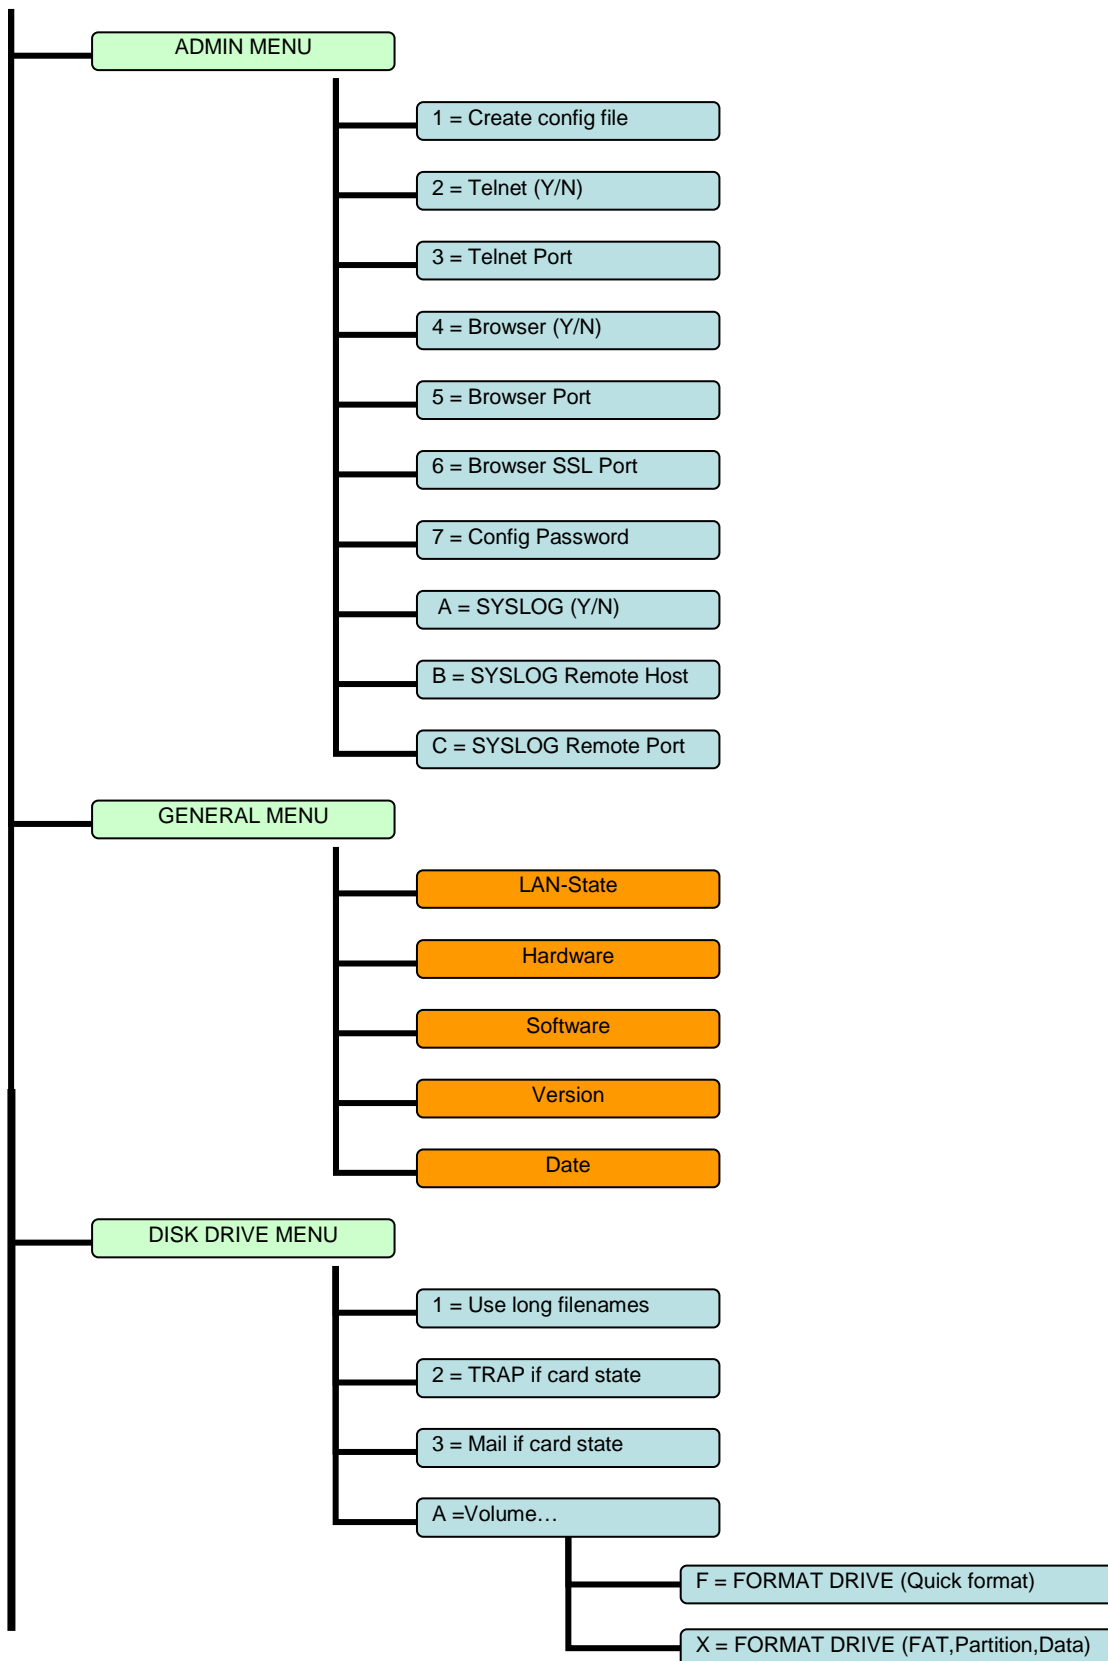 ADMIN MENU
1 = Create config file
2 = Telnet (Y/N)
3 = Telnet Port
4 = Browser (Y/N)
5 = Browser Port
6 = Browser SSL Port
7 = Config Password
A = SYSLOG (Y/N)
B = SYSLOG Remote Host
C = SYSLOG Remote Port
GENERAL MENU
LAN-State
Hardware
Software
Version
Date
DISK DRIVE MENU
1 = Use long filenames
2 = TRAP if card state
3 = Mail if card state
A =Volume…
F = FORMAT DRIVE (Quick format)
X = FORMAT DRIVE (FAT,Partition,Data)